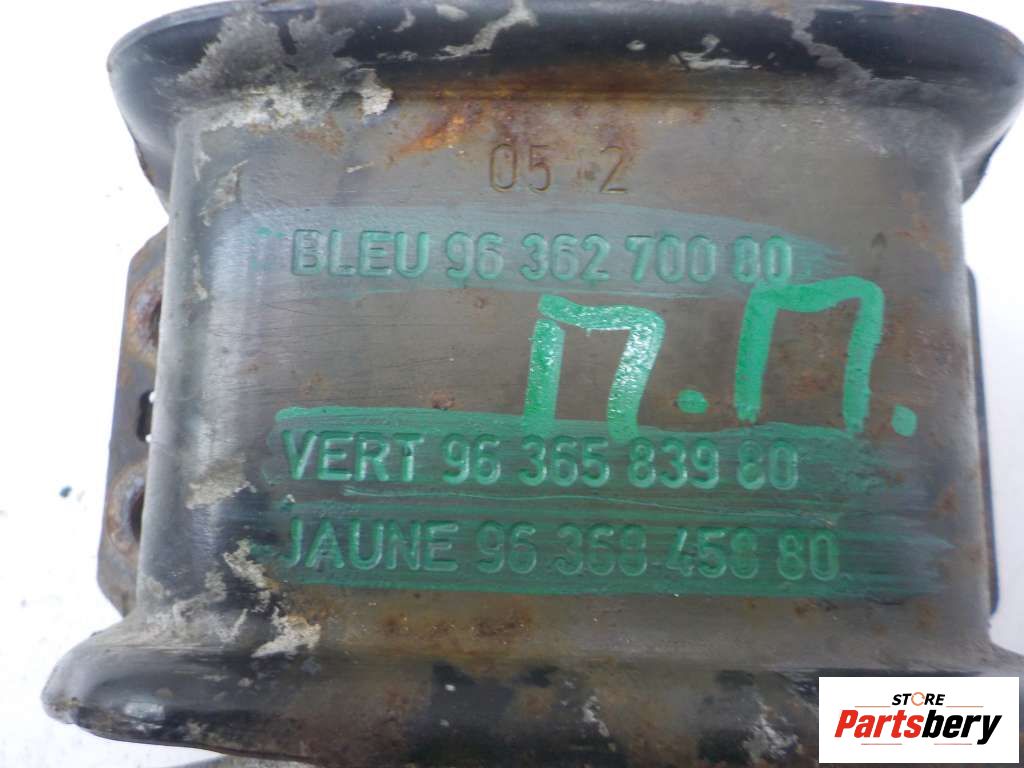 05 2
BLEU 96 362 700 80
П.П.
VERT 96 365 839 80
JAUNE 96 368 458 80
STORE
Partsbery